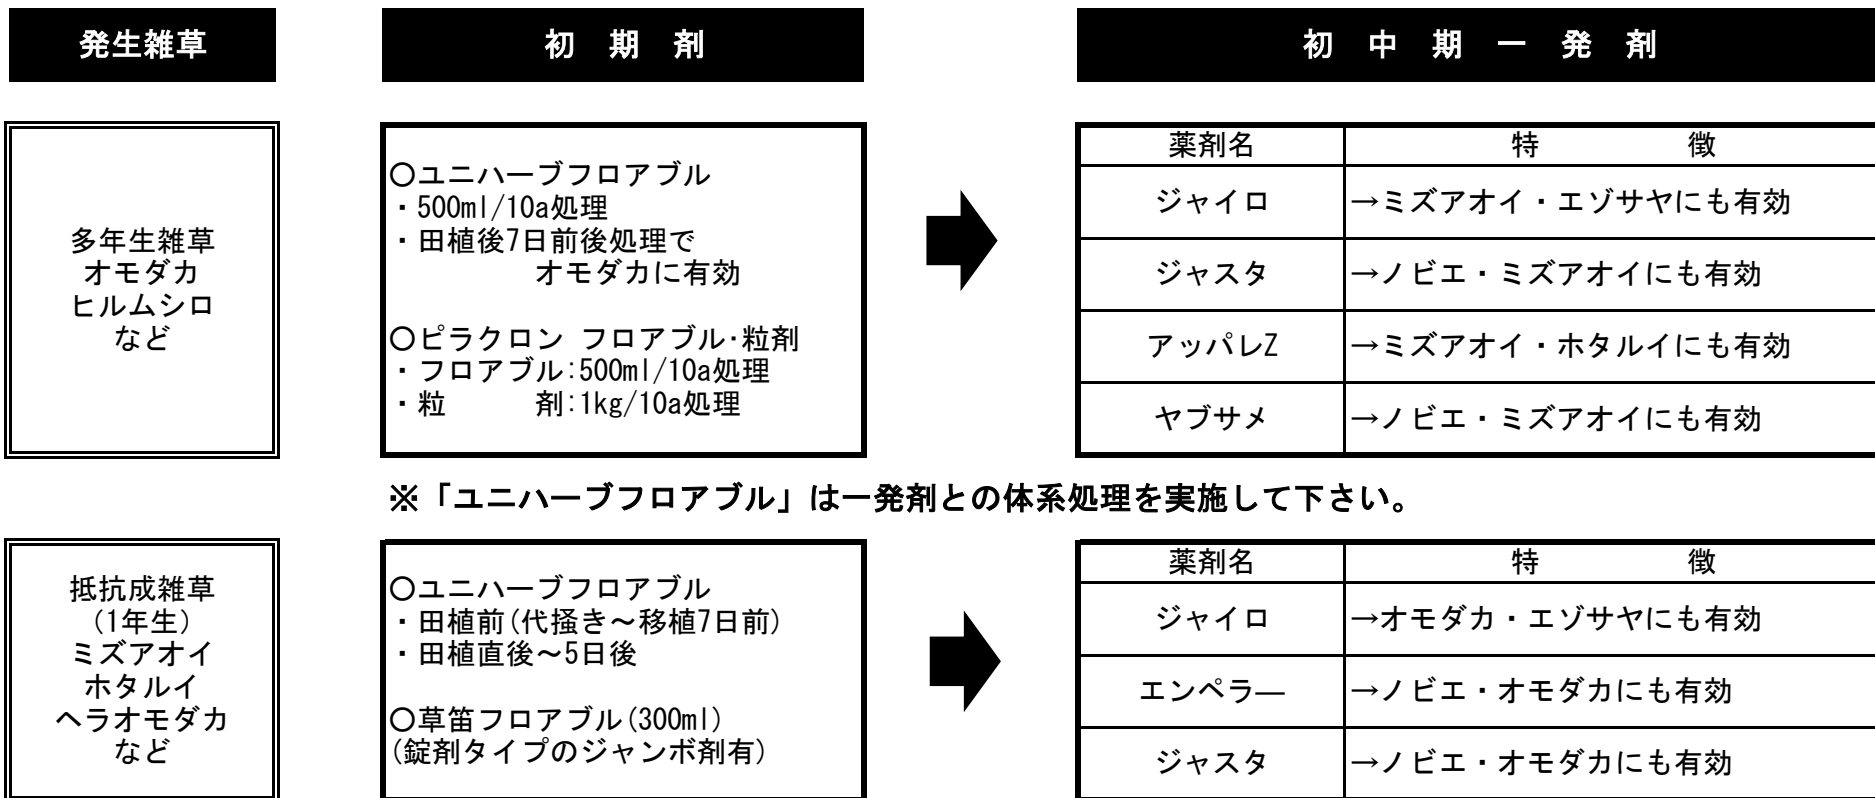 発生雑草
初 期 剤
初 中 期 一 発 剤
多年生雑草
オモダカ
ヒルムシロ
など
〇ユニハーブフロアブル
・500ml/10a処理
・田植後7日前後処理で
オモダカに有効
〇ピラクロン フロアブル・粒剤
・フロアブル:500ml/10a処理
・粒 剤:1kg/10a処理
薬剤名 特 徴
ジャイロ →ミズアオイ・エゾサヤにも有効
ジャスタ →ノビエ・ミズアオイにも有効
アッパレZ →ミズアオイ・ホタルイにも有効
ヤブサメ →ノビエ・ミズアオイにも有効
※「ユニハーブフロアブル」は一発剤との体系処理を実施して下さい。
抵抗成雑草
(1年生)
ミズアオイ
ホタルイ
ヘラオモダカ
など
〇ユニハーブフロアブル
・田植前(代掻き～移植7日前)
・田植直後～5日後
〇草笛フロアブル(300ml)
(錠剤タイプのジャンボ剤有)
薬剤名 特 徴
ジャイロ →オモダカ・エゾサヤにも有効
エンペラ― →ノビエ・オモダカにも有効
ジャスタ →ノビエ・オモダカにも有効